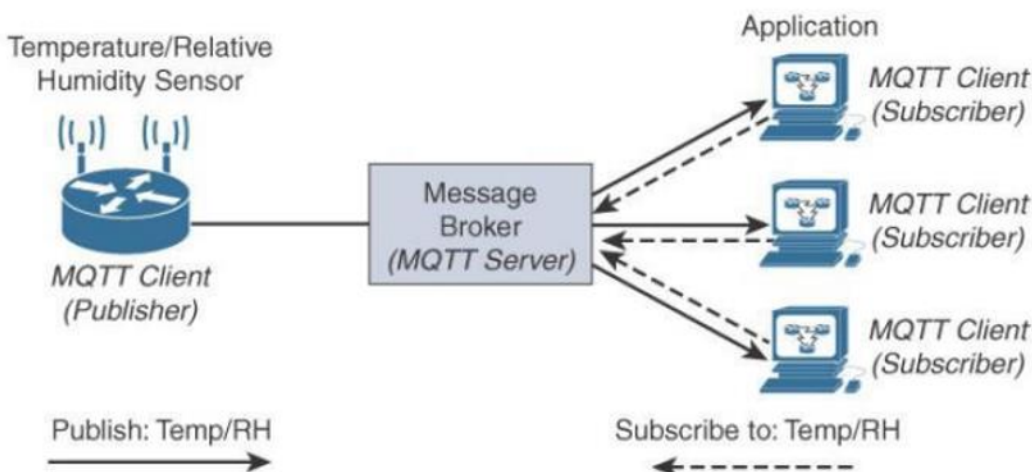 Temperature/Relative
Humidity Sensor
MQTT Client
(Publisher)
Message
Broker
(MQTT Server)
Application
MQTT Client
(Subscriber)
MQTT Client
(Subscriber)
MQTT Client
(Subscriber)
Publish: Temp/RH
Subscribe to: Temp/RH